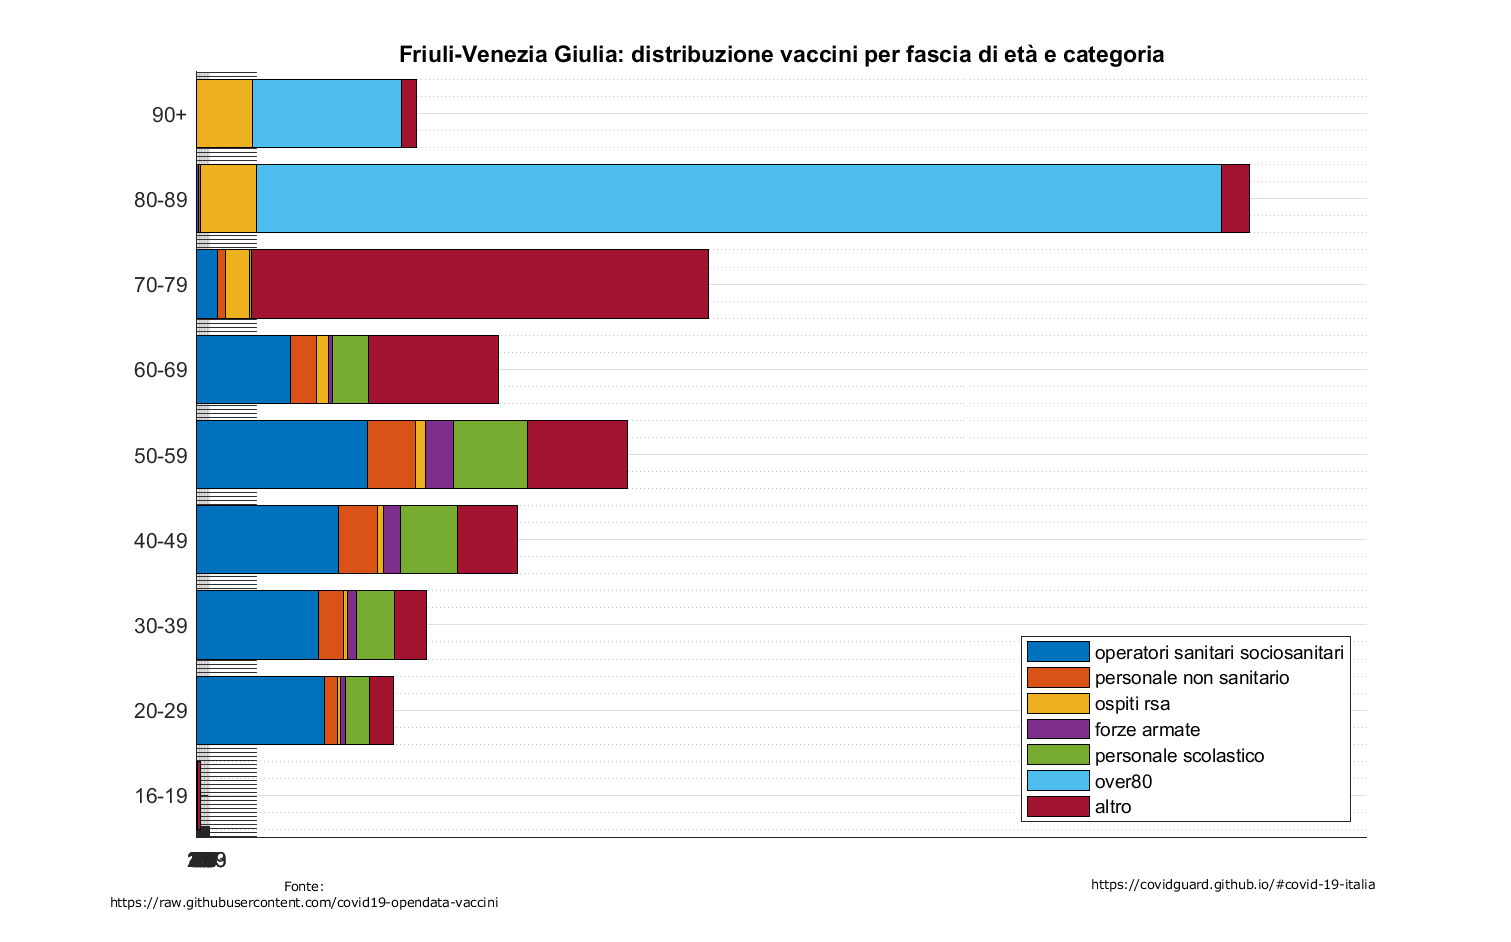 Friuli-Venezia Giulia: distribuzione vaccini per fascia di età e categoria
90+
80-89
70-79
60-69
50-59
40-49
30-39
20-29
16-19
operatori sanitari sociosanitari
personale non sanitario
ospiti rsa
forze armate
personale scolastico
over80
altro
Fonte:
https://raw.githubusercontent.com/covid19-opendata-vaccini
https://covidguard.github.io/#covid-19-italia